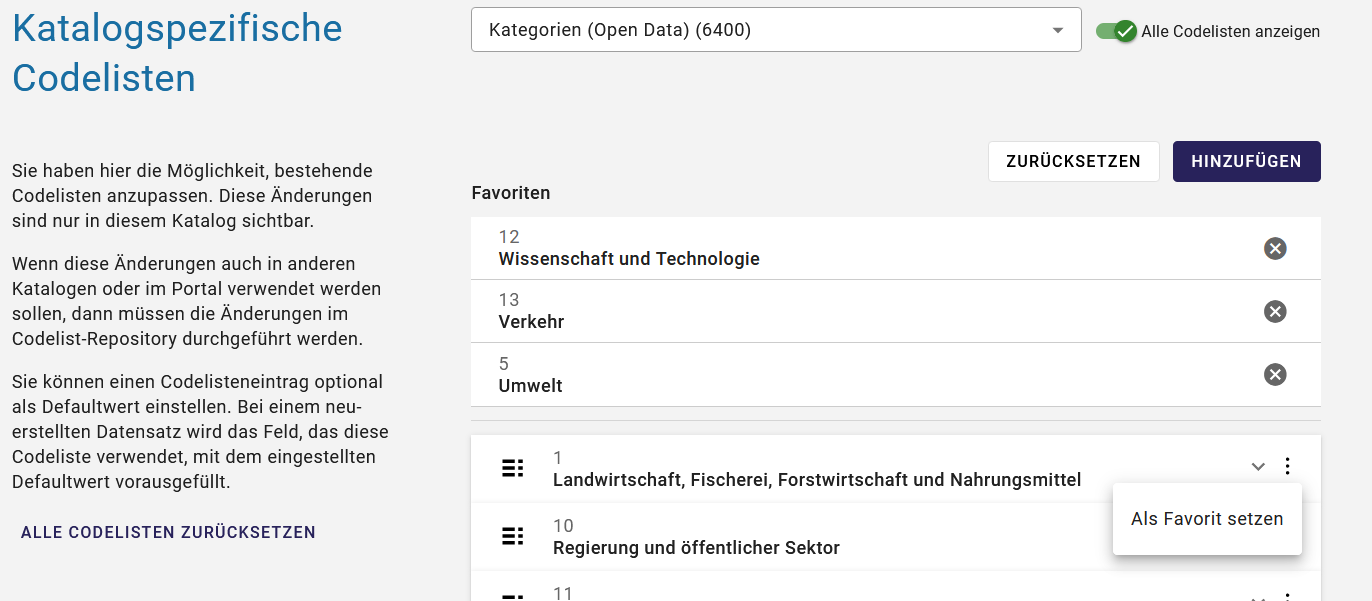 Katalogspezifische
Codelisten
Kategorien (Open Data) (6400)
Alle Codelisten anzeigen
Sie haben hier die Möglichkeit, bestehende
Codelisten anzupassen. Diese Änderungen
sind nur in diesem Katalog sichtbar.
Wenn diese Änderungen auch in anderen
Katalogen oder im Portal verwendet werden
sollen, dann müssen die Änderungen im
Codelist-Repository durchgeführt werden.
Sie können einen Codelisteneintrag optional
als Defaultwert einstellen. Bei einem neu-
erstellten Datensatz wird das Feld, das diese
Codeliste verwendet, mit dem eingestellten
Defaultwert vorausgefüllt.
ALLE CODELISTEN ZURÜCKSETZEN
ZURÜCKSETZEN
HINZUFÜGEN
Favoriten
12
Wissenschaft und Technologie
13
Verkehr
5
Umwelt
1
Landwirtschaft, Fischerei, Forstwirtschaft und Nahrungsmittel
Als Favorit setzen
10
Regierung und öffentlicher Sektor
11